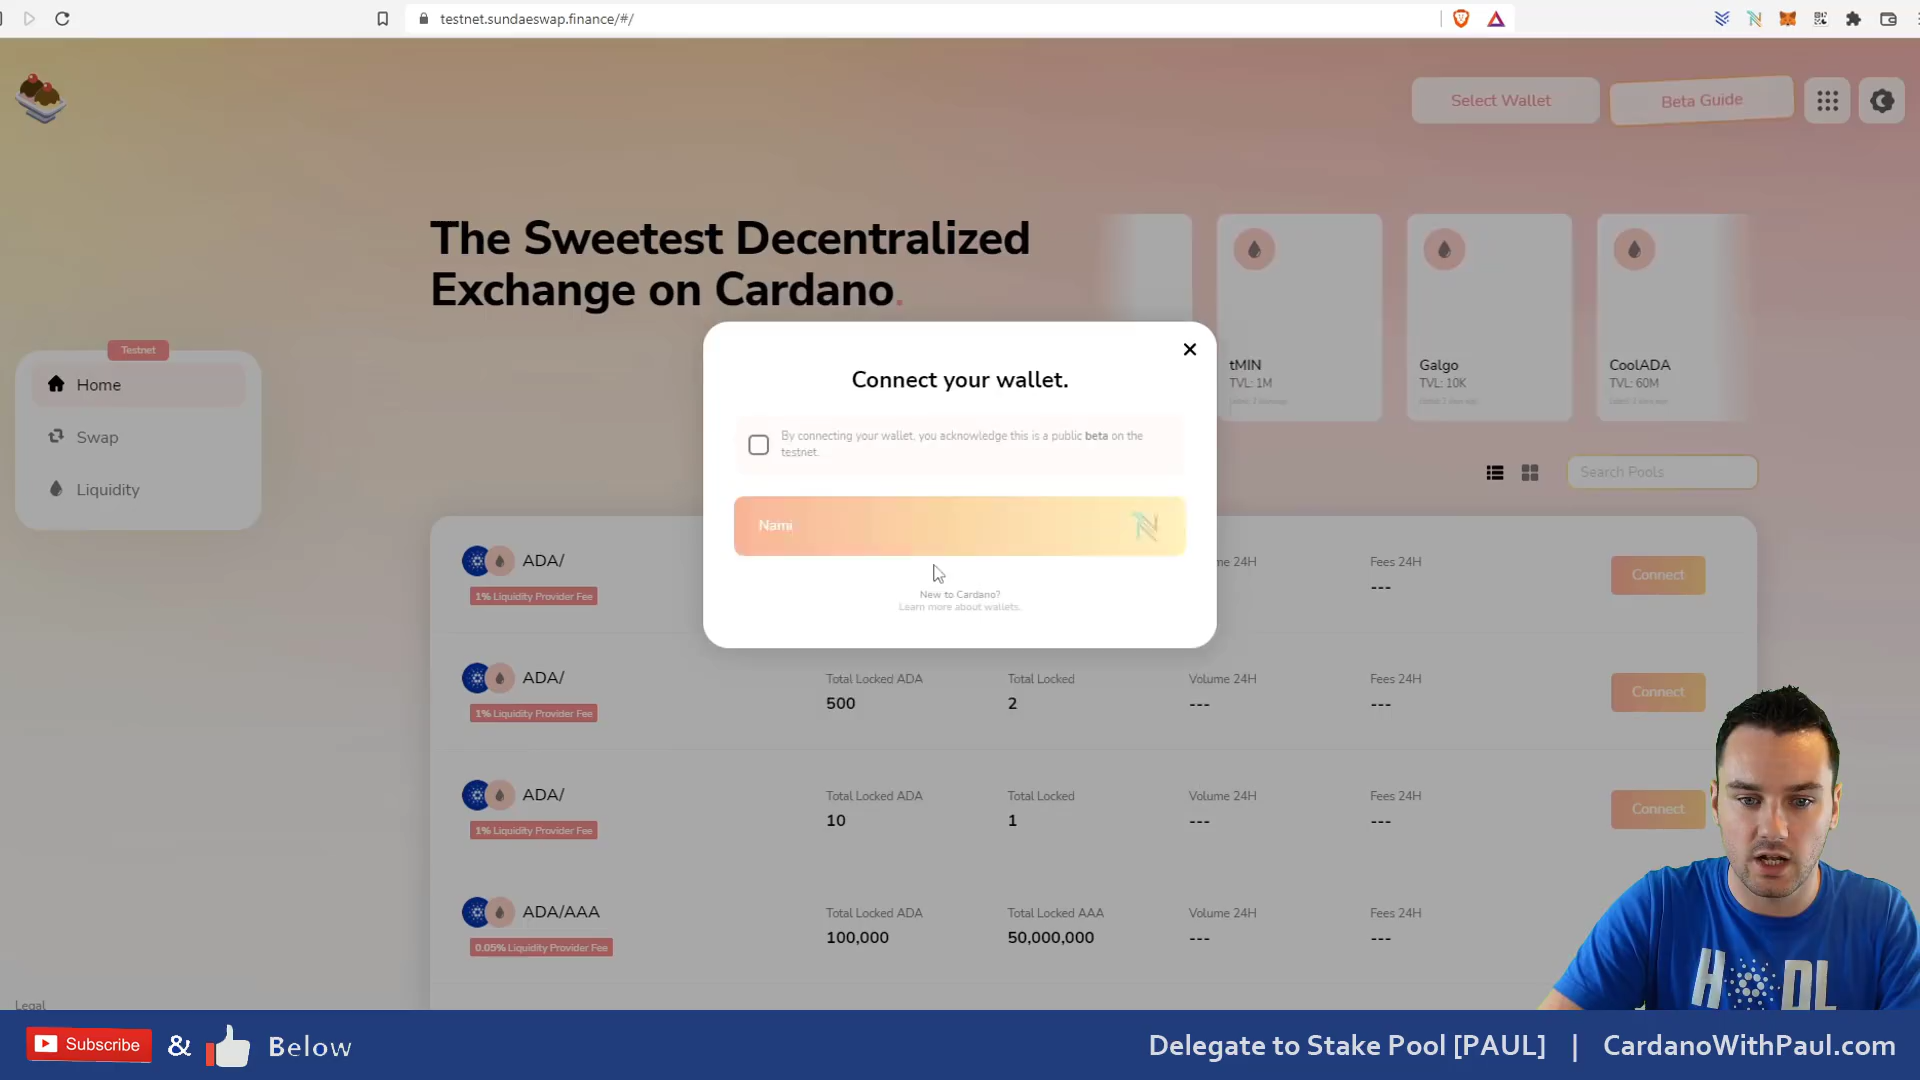 testnet.sundaeswap.finance/#/
Select Wallet
Beta Guide
The Sweetest Decentralized
Exchange on Cardano.
tMIN
TVL: 1M
Galgo
TVL: 10K
CoolADA
TVL: 60M
Testnet
Home
Swap
Liquidity
Connect your wallet.
By connecting your wallet, you acknowledge this is a public beta on the
testnet.
Nami
New to Cardano?
Learn more about wallets.
Search Pools
ADA/
1% Liquidity Provider Fee
Fees 24H
---
Connect
ADA/
1% Liquidity Provider Fee
Total Locked ADA
500
Total Locked
2
Volume 24H
---
Fees 24H
---
Connect
ADA/
1% Liquidity Provider Fee
Total Locked ADA
10
Total Locked
1
Volume 24H
---
Fees 24H
---
Connect
ADA/AAA
0.05% Liquidity Provider Fee
Total Locked ADA
100,000
Total Locked AAA
50,000,000
Volume 24H
---
Fees 24H
---
Legal
H DL
Subscribe & Below
Delegate to Stake Pool [PAUL] | CardanoWithPaul.com